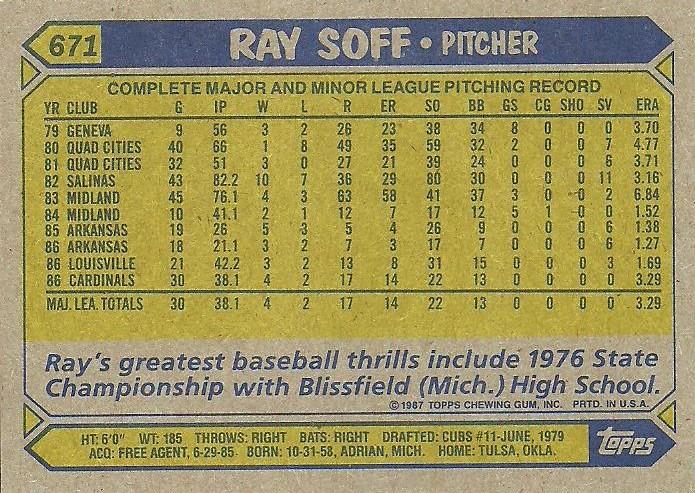 671 RAY SOFF • PITCHER
COMPLETE MAJOR AND MINOR LEAGUE PITCHING RECORD
YR CLUB G IP W L R ER SO BB GS CG SHO SV ERA
79 GENEVA 9 56 3 2 26 23 38 34 8 0 0 0 3.70
80 QUAD CITIES 40 66 1 8 49 35 59 32 2 0 0 7 4.77
81 QUAD CITIES 32 51 3 0 27 21 39 24 0 0 0 6 3.71
82 SALINAS 43 82.2 10 7 36 29 80 30 0 0 0 11 3.16
83 MIDLAND 45 76.1 4 3 63 58 41 37 3 0 0 2 6.84
84 MIDLAND 10 41.1 2 1 12 7 17 12 5 1 0 0 1.52
85 ARKANSAS 19 26 5 3 5 4 26 9 0 0 0 6 1.38
86 ARKANSAS 18 21.1 3 2 7 3 17 7 0 0 0 6 1.27
86 LOUISVILLE 21 42.2 3 2 13 8 31 15 0 0 0 3 1.69
86 CARDINALS 30 38.1 4 2 17 14 22 13 0 0 0 0 3.29
MAJ. LEA. TOTALS 30 38.1 4 2 17 14 22 13 0 0 0 0 3.29
Ray's greatest baseball thrills include 1976 State
Championship with Blissfield (Mich.) High School.
© 1987 TOPPS CHEWING GUM, INC. PRTD. IN U.S.A.
HT: 6'0" WT: 185 THROWS: RIGHT BATS: RIGHT DRAFTED: CUBS #11-JUNE, 1979
ACQ: FREE AGENT, 6-29-85 BORN: 10-31-58, ADRIAN, MICH. HOME: TULSA, OKLA.
TOPPS